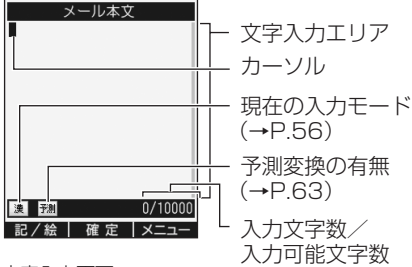 メール本文
文字入力エリア
カーソル
現在の入力モード
(→P.56)
予測変換の有無
(→P.63)
漢 予測 0/10000
記/絵 確定 メニュー
入力文字数/
入力可能文字数